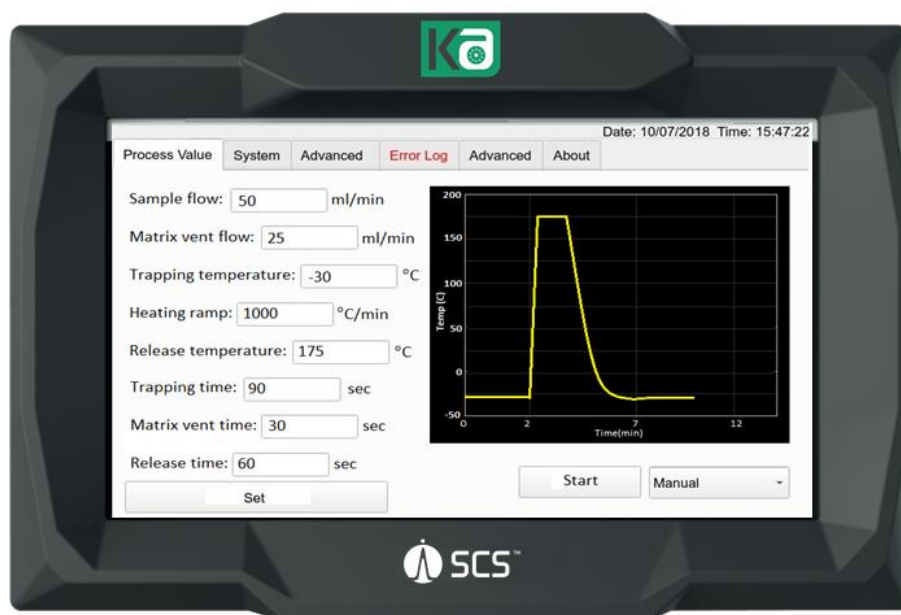 Ka
Date: 10/07/2018 Time: 15:47:22
Process Value System Advanced Error Log Advanced About
Sample flow: 50 ml/min
Matrix vent flow: 25 ml/min
Trapping temperature: -30 °C
Heating ramp: 1000 °C/min
Release temperature: 175 °C
Trapping time: 90 sec
Matrix vent time: 30 sec
Release time: 60 sec
Set
200
150
100
50
0
-50
Temp (C)
0 2 7 12
Time(min)
Start Manual
SCS™